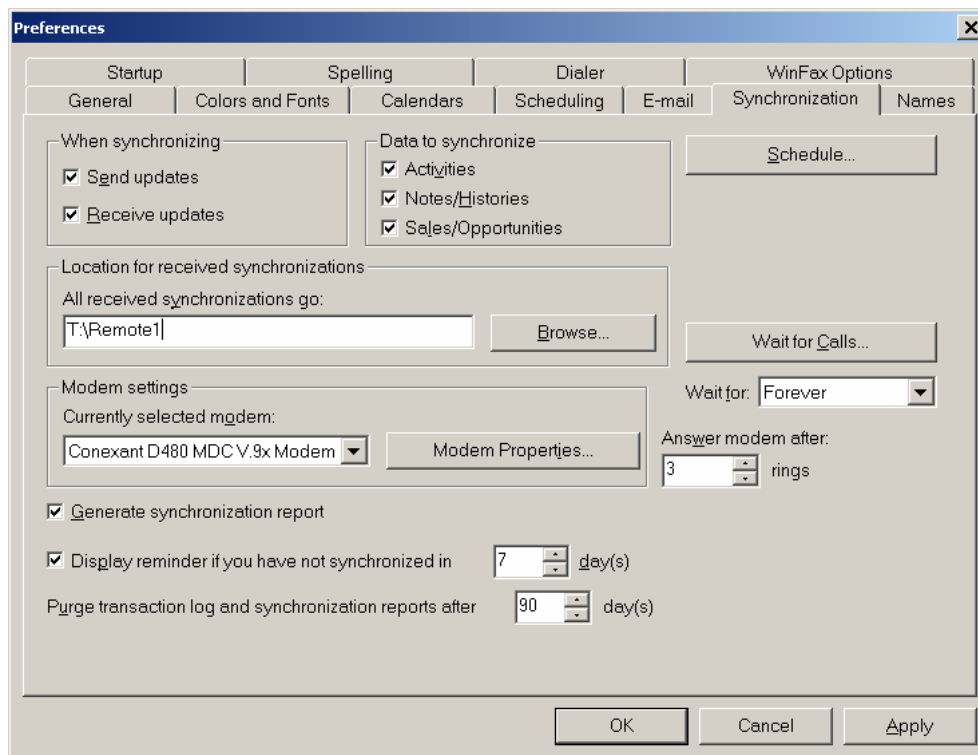 Preferences
Startup Spelling Dialer WinFax Options
General Colors and Fonts Calendars Scheduling E-mail Synchronization Names
When synchronizing
Send updates
Receive updates
Data to synchronize
Activities
Notes/Histories
Sales/Opportunities
Schedule...
Location for received synchronizations
All received synchronizations go:
T:\Remote1
Browse...
Wait for Calls...
Wait for: Forever
Modem settings
Currently selected modem:
Conexant D480 MDC V.9x Modem
Modem Properties...
Answer modem after:
3 rings
Generate synchronization report
Display reminder if you have not synchronized in 7 day(s)
Purge transaction log and synchronization reports after 90 day(s)
OK Cancel Apply